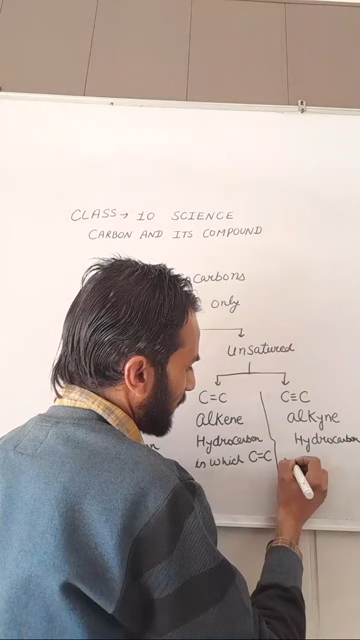 CLASS → 10 SCIENCE
CARBON AND ITS COMPOUND
carbons
only
Unsatured
C=C C≡C
Alkene Alkyne
Hydrocarbon Hydrocarbon
in which C=C